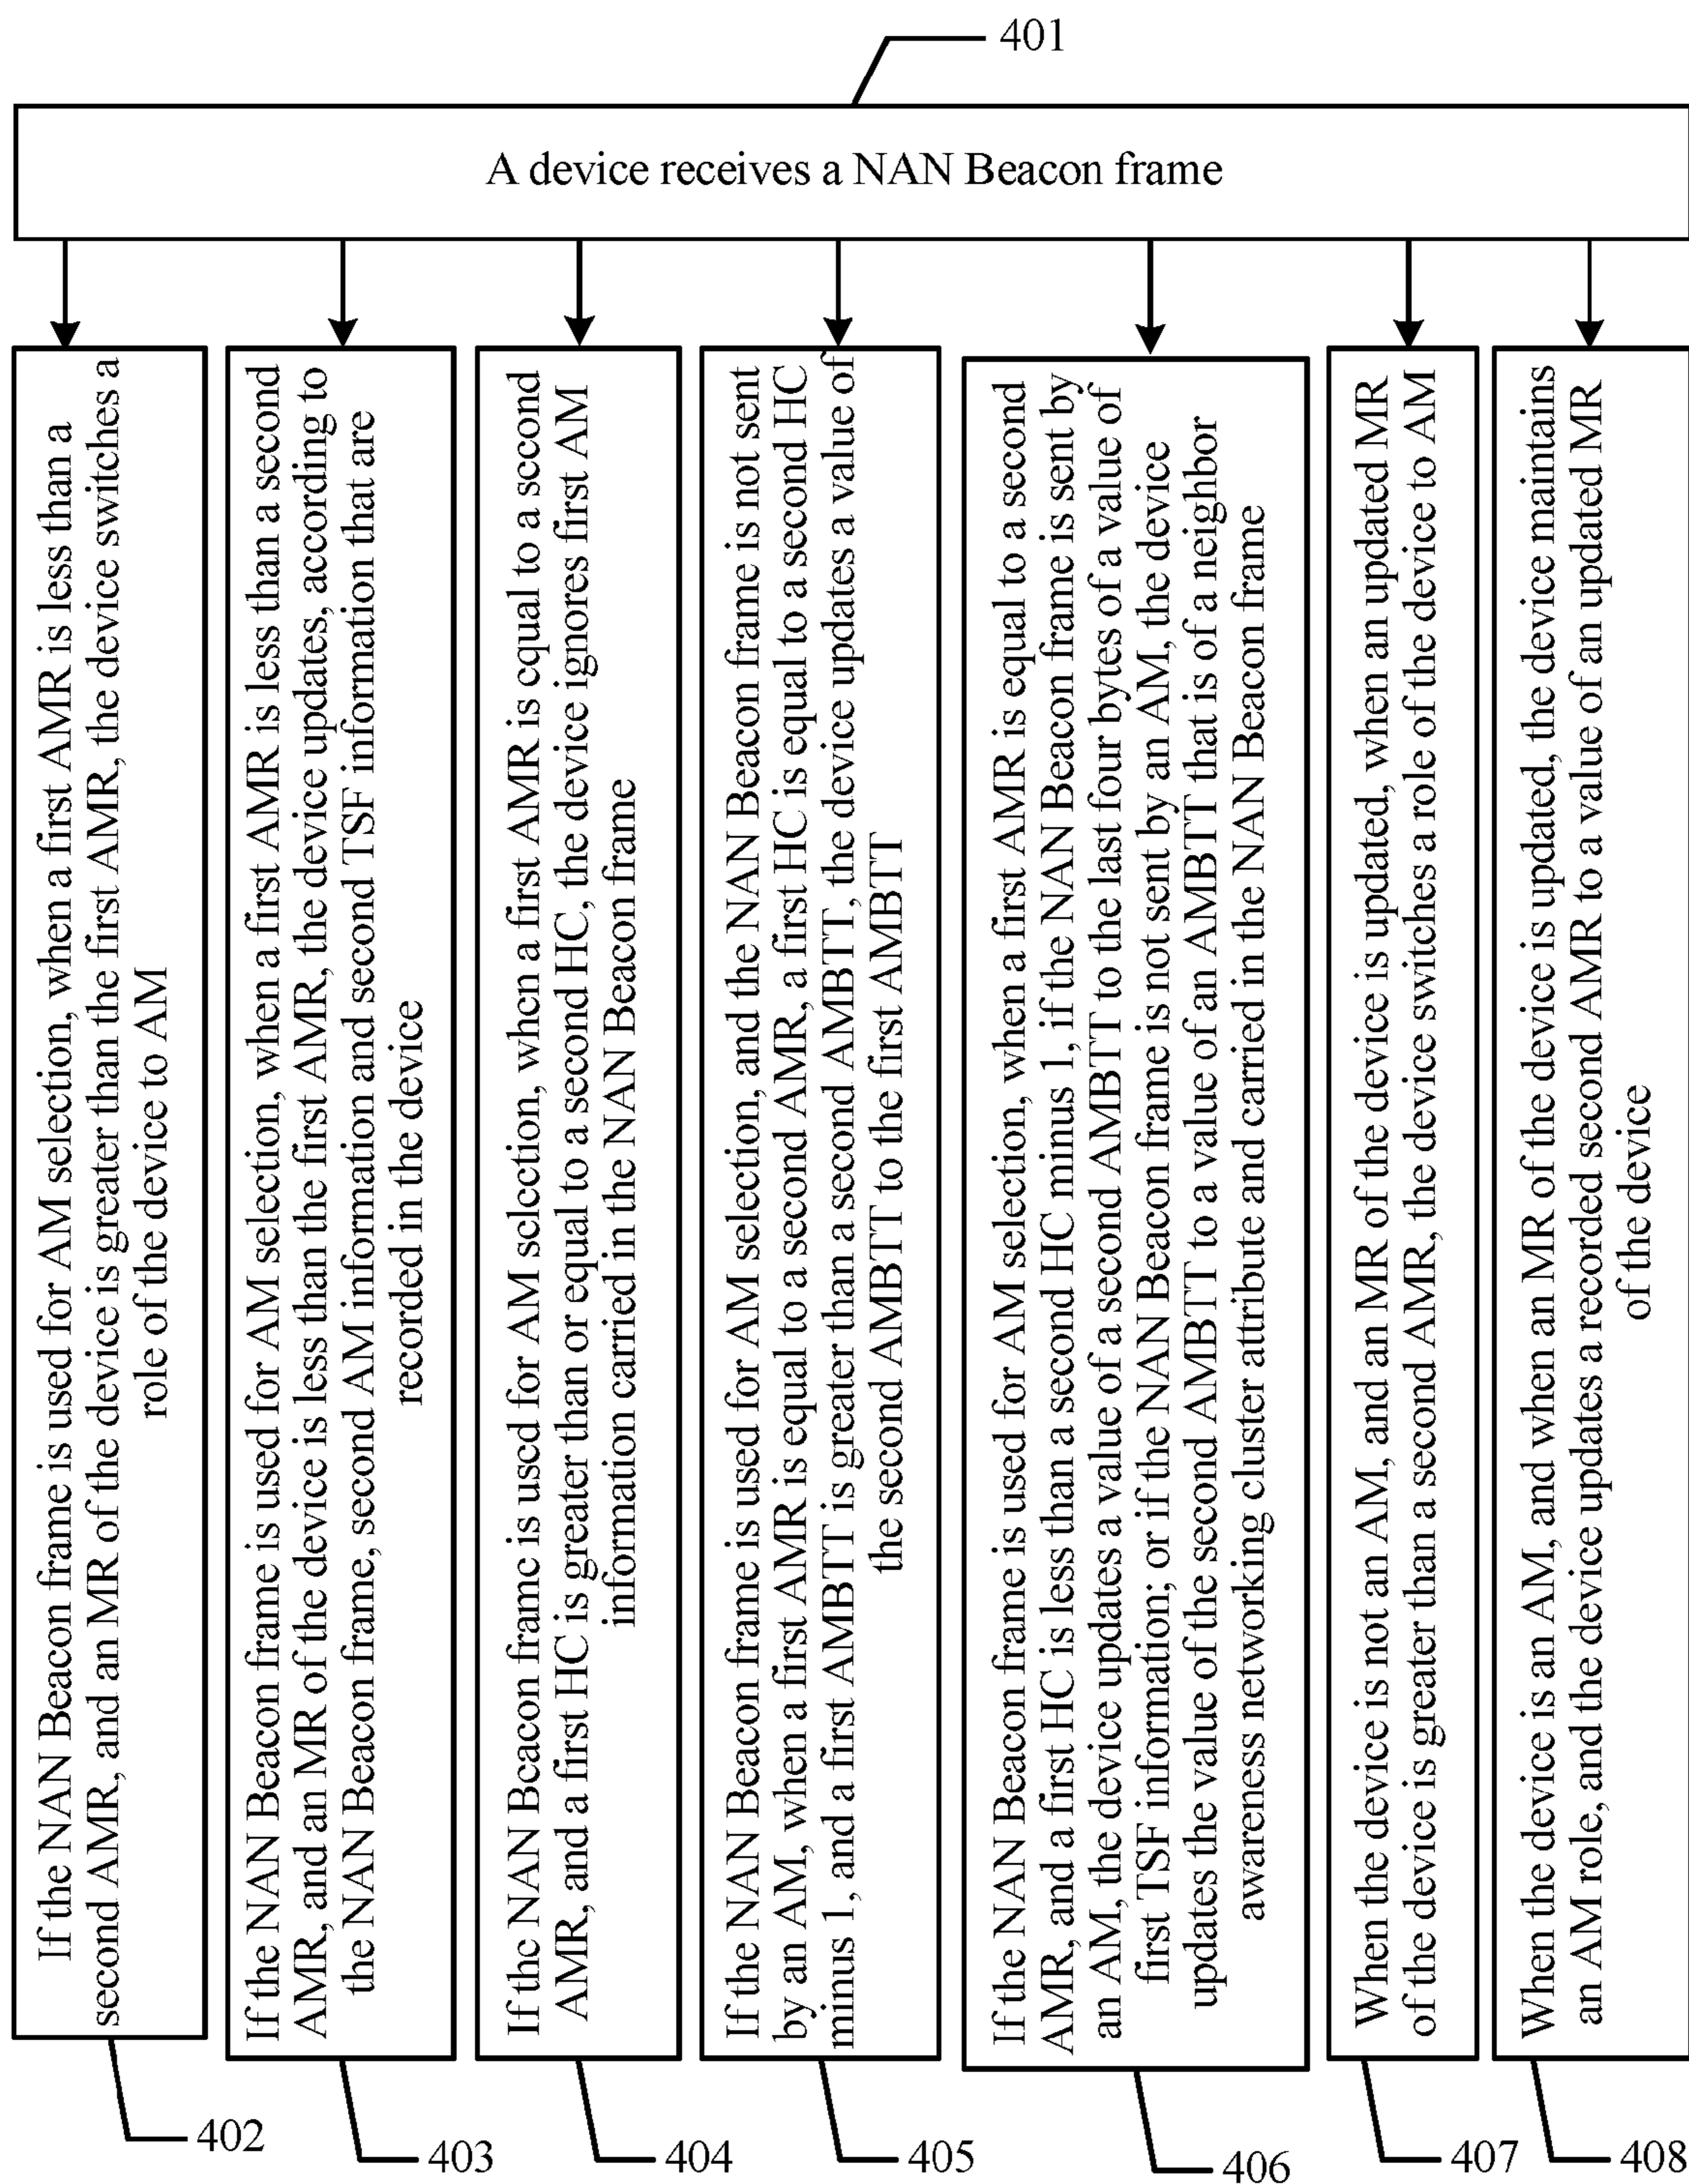 401
A device receives a NAN Beacon frame
If the NAN Beacon frame is used for AM selection, when a first AMR is less than a
second AMR, and an MR of the device is greater than the first AMR, the device switches a
role of the device to AM
402
If the NAN Beacon frame is used for AM selection, when a first AMR is less than a second
AMR, and an MR of the device is less than the first AMR, the device updates, according to
the NAN Beacon frame, second AM information and second TSF information that are
recorded in the device
403
If the NAN Beacon frame is used for AM selection, when a first AMR is equal to a second
AMR, and a first HC is greater than or equal to a second HC, the device ignores first AM
information carried in the NAN Beacon frame
404
If the NAN Beacon frame is used for AM selection, and the NAN Beacon frame is not sent
by an AM, when a first AMR is equal to a second AMR, a first HC is equal to a second HC
minus 1, and a first AMBTT is greater than a second AMBTT, the device updates a value of
the second AMBTT to the first AMBTT
405
If the NAN Beacon frame is used for AM selection, when a first AMR is equal to a second
AMR, and a first HC is less than a second HC minus 1, if the NAN Beacon frame is sent by
an AM, the device updates a value of a second AMBTT to the last four bytes of a value of
first TSF information; or if the NAN Beacon frame is not sent by an AM, the device
updates the value of the second AMBTT to a value of an AMBTT that is of a neighbor
awareness networking cluster attribute and carried in the NAN Beacon frame
406
When the device is not an AM, and an MR of the device is updated, when an updated MR
of the device is greater than a second AMR, the device switches a role of the device to AM
407
When the device is an AM, and when an MR of the device is updated, the device maintains
an AM role, and the device updates a recorded second AMR to a value of an updated MR
of the device
408